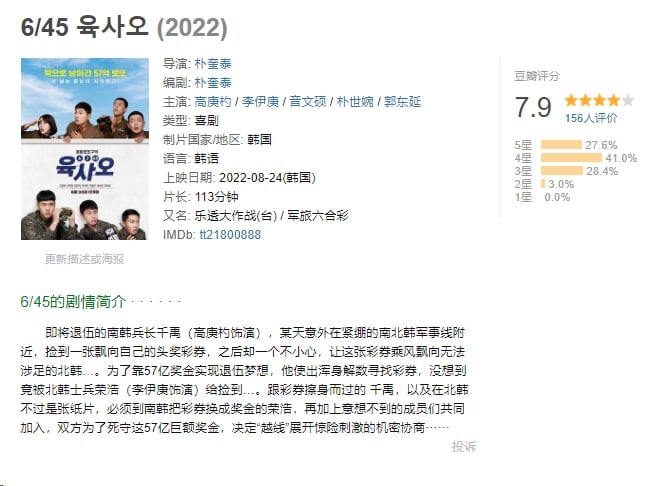 6/45 육사오 (2022)
북으로 날아간 57억 로또
육사오
导演: 朴奎泰
编剧: 朴奎泰
主演: 高庚杓 / 李伊庚 / 音文硕 / 朴世婉 / 郭东延
类型: 喜剧
制片国家/地区: 韩国
语言: 韩语
上映日期: 2022-08-24(韩国)
片长: 113分钟
又名: 乐透大作战(台) / 军旅六合彩
IMDb: tt21800888
更新描述或海报
豆瓣评分
7.9
156人评价
5星 27.6%
4星 41.0%
3星 28.4%
2星 3.0%
1星 0.0%
6/45的剧情简介 · · · · · ·
即将退伍的南韩兵长千禹（高庚杓饰演），某天意外在紧绷的南北韩军事线附
近，捡到一张飘向自己的头奖彩券，之后却一个不小心，让这张彩券乘风飘向无法
涉足的北韩…。为了靠57亿奖金实现退伍梦想，他使出浑身解数寻找彩券，没想到
竟被北韩士兵荣浩（李伊庚饰演）给捡到…。跟彩券擦身而过的 千禹，以及在北韩
不过是张纸片，必须到南韩把彩券换成奖金的荣浩，再加上意想不到的成员们共同
加入，双方为了死守这57亿巨额奖金，决定“越线”展开惊险刺激的机密协商……
投诉